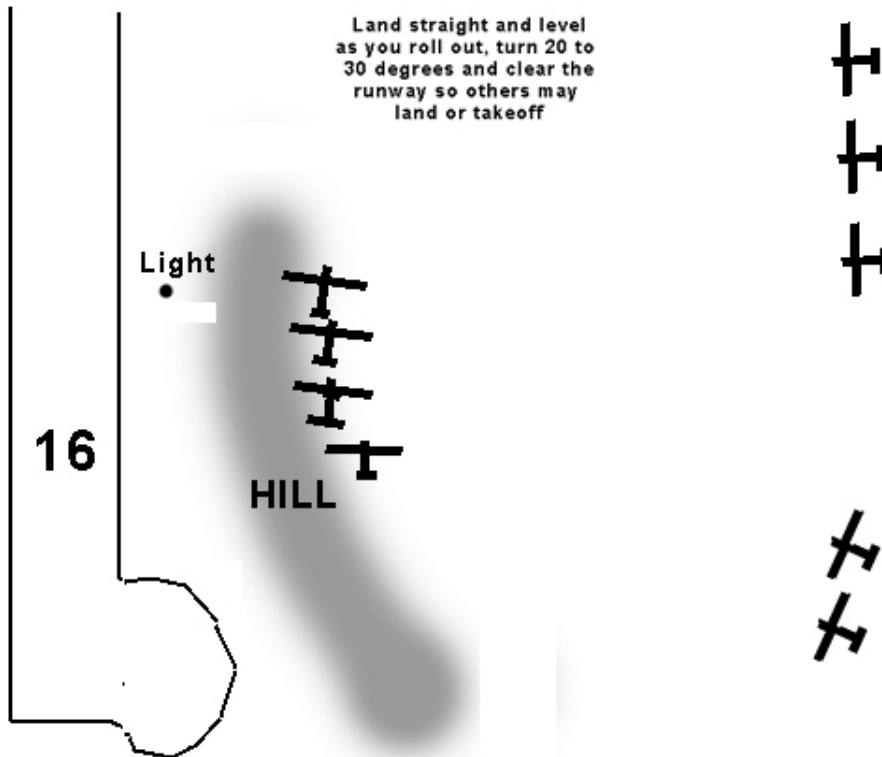 Land straight and level
as you roll out, turn 20 to
30 degrees and clear the
runway so others may
land or takeoff
Light
16
HILL